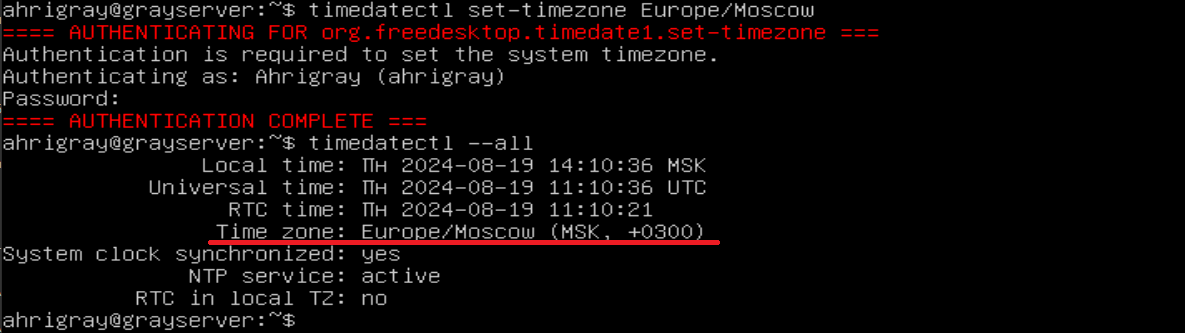 ahrigray@grayserver:~$ timedatectl set-timezone Europe/Moscow
==== AUTHENTICATING FOR org.freedesktop.timedate1.set-timezone ===
Authentication is required to set the system timezone.
Authenticating as: Ahrigray (ahrigray)
Password:
==== AUTHENTICATION COMPLETE ===
ahrigray@grayserver:~$ timedatectl --all
Local time: Пн 2024-08-19 14:10:36 MSK
Universal time: Пн 2024-08-19 11:10:36 UTC
RTC time: Пн 2024-08-19 11:10:21
Time zone: Europe/Moscow (MSK, +0300)
System clock synchronized: yes
NTP service: active
RTC in local TZ: no
ahrigray@grayserver:~$